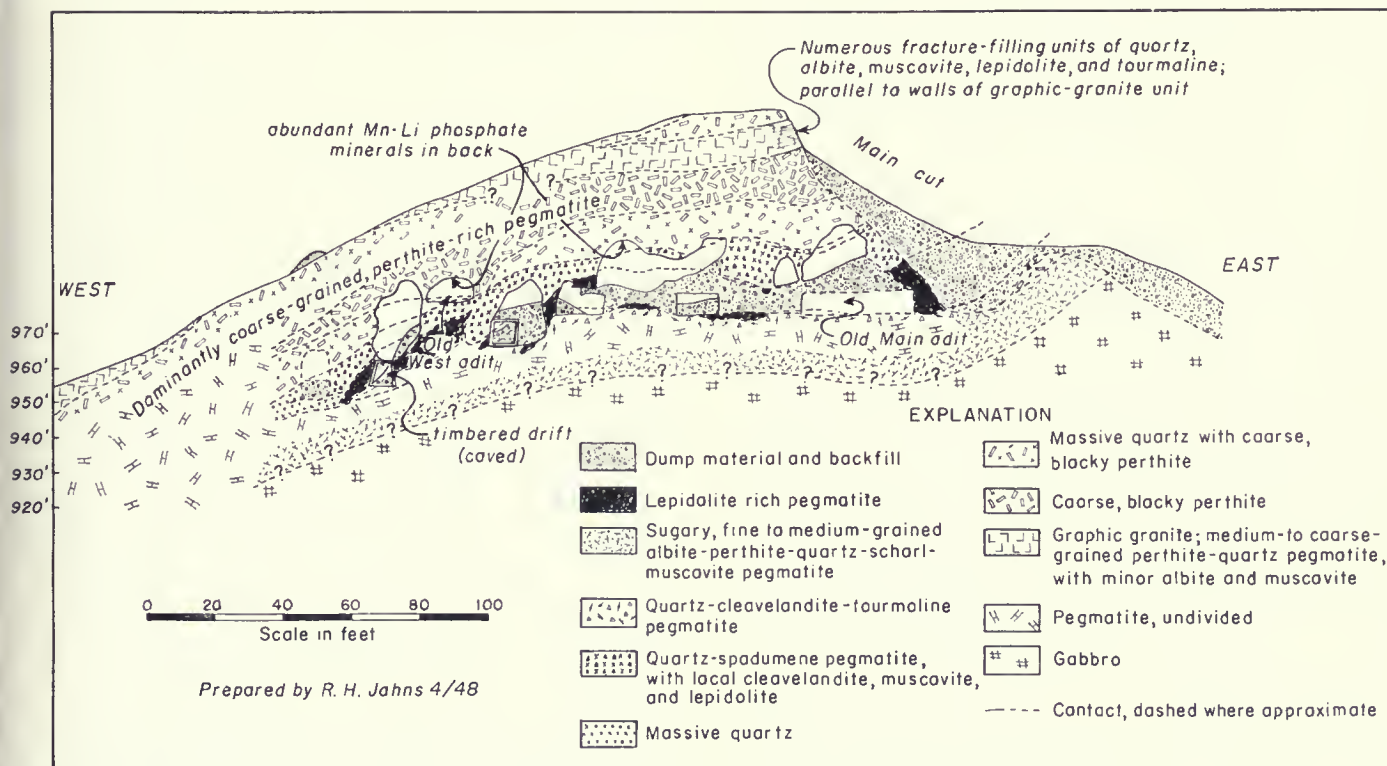 Numerous fracture-filling units of quartz,
albite, muscovite, lepidolite, and tourmaline;
parallel to walls of graphic-granite unit
abundant Mn-Li phosphate
minerals in back
Main cut
WEST
EAST
Dominantly coarse-grained, perthite-rich pegmatite
?
?
970'
960'
950'
940'
930'
920'
Old
West adit
Old Main adit
timbered drift
(caved)
? ? ? ? ? ? ? ? ? ? ?
EXPLANATION
Dump material and backfill
Lepidolite rich pegmatite
Sugary, fine to medium-grained
albite-perthite-quartz-schorl-
muscovite pegmatite
Quartz-cleavelandite-tourmoline
pegmatite
Quartz-spodumene pegmatite,
with local cleavelandite, muscovite,
and lepidolite
Massive quartz
Massive quartz with coarse,
blocky perthite
Coarse, blocky perthite
Graphic granite; medium-to coarse-
grained perthite-quartz pegmatite,
with minor albite and muscovite
Pegmatite, undivided
Gabbro
Contact, dashed where approximate
0 20 40 60 80 100
Scale in feet
Prepared by R. H. Jahns 4/48